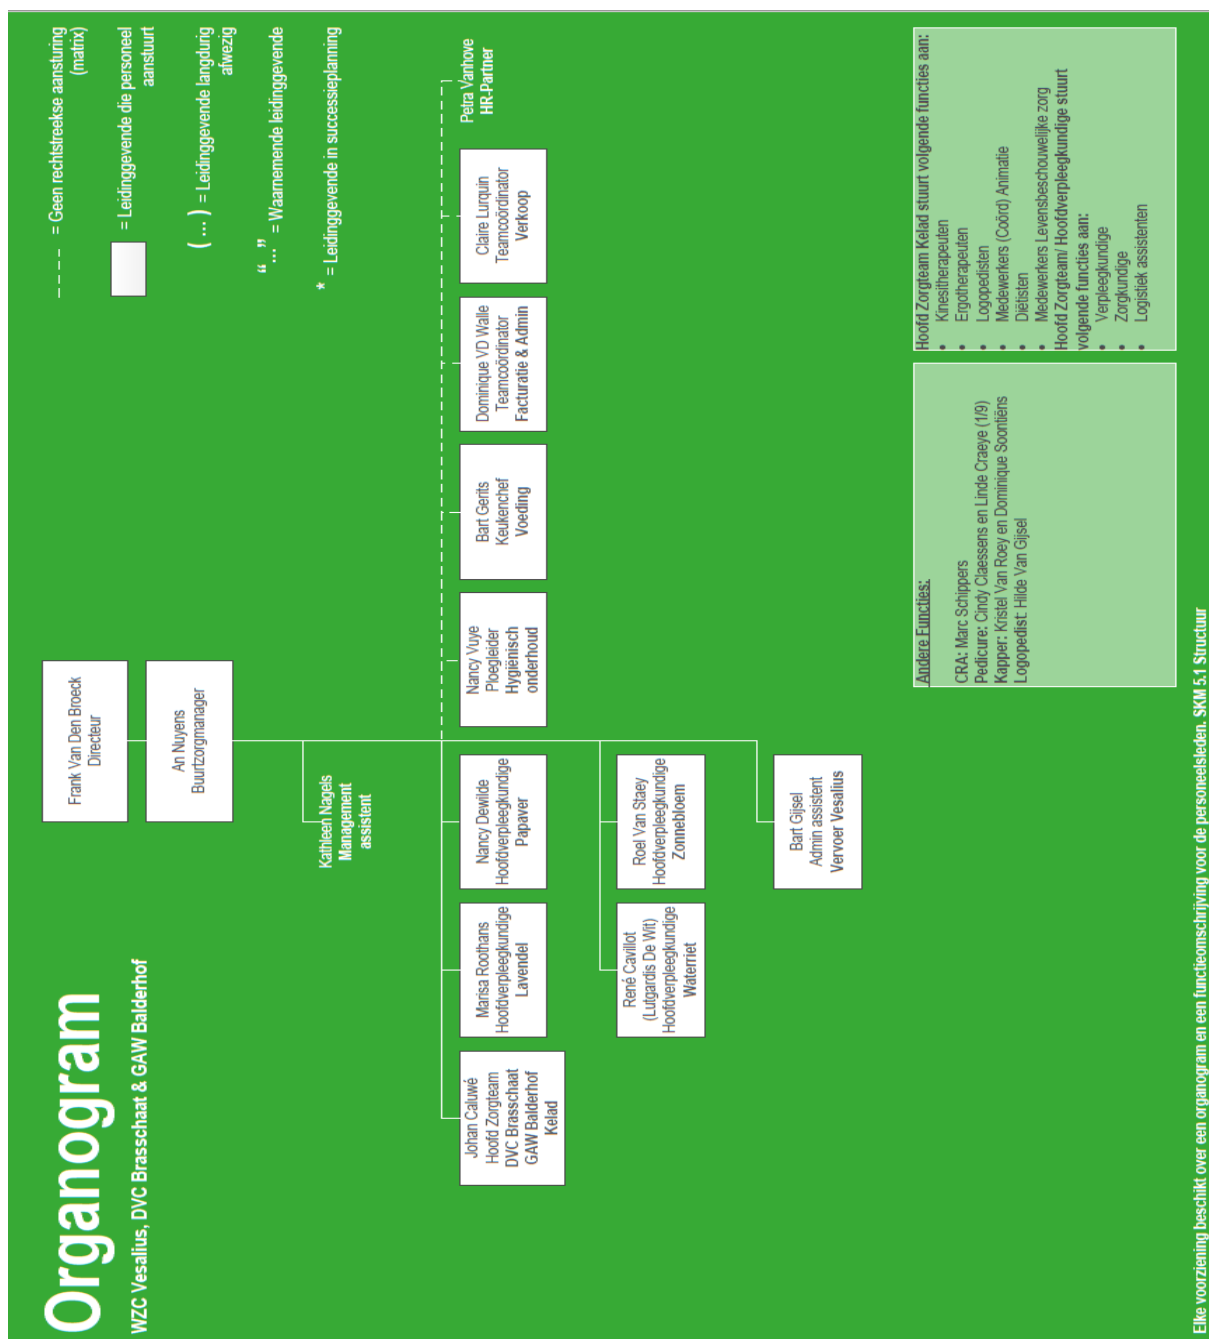 Organogram
WZC Vesalius, DVC Brasschaat & GAW Balderhof
Frank Van Den Broeck
Directeur
An Nuyens
Buurtzorgmanager
Kathleen Nagels
Management
assistent
---- = Geen rechtstreekse aansturing
(matrix)
= Leidinggevende die personeel
aanstuurt
( ... ) = Leidinggevende langdurig
afwezig
“ ...” = Waarnemende leidinggevende
* = Leidinggevende in successieplanning
Johan Caluwé
Hoofd Zorgteam
DVC Brasschaat
GAW Balderhof
Kelad
Marisa Roothans
Hoofdverpleegkundige
Lavendel
Nancy Dewilde
Hoofdverpleegkundige
Papaver
Nancy Vuye
Ploegleider
Hygiënisch
onderhoud
Bart Gerits
Keukenchef
Voeding
Dominique VD Walle
Teamcoördinator
Facturatie & Admin
Claire Lurquin
Teamcoördinator
Verkoop
Petra Vanhove
HR-Partner
René Cavillot
(Lutgardis De Wit)
Hoofdverpleegkundige
Waterriet
Roel Van Staey
Hoofdverpleegkundige
Zonnebloem
Bart Gijsel
Admin assistent
Vervoer Vesalius
Andere Functies:
CRA: Marc Schippers
Pedicure: Cindy Claessens en Linde Craeye (1/9)
Kapper: Kristel Van Roey en Dominique Soontiëns
Logopedist: Hilde Van Gijsel
Hoofd Zorgteam Kelad stuurt volgende functies aan:
• Kinesitherapeuten
• Ergotherapeuten
• Logopedisten
• Medewerkers (Coörd) Animatie
• Diëtisten
• Medewerkers Levensbeschouwelijke zorg
Hoofd Zorgteam/ Hoofdverpleegkundige stuurt
volgende functies aan:
• Verpleegkundige
• Zorgkundige
• Logistiek assistenten
Elke voorziening beschikt over een organogram en een functieomschrijving voor de personeelsleden. SKM 5.1 Structuur